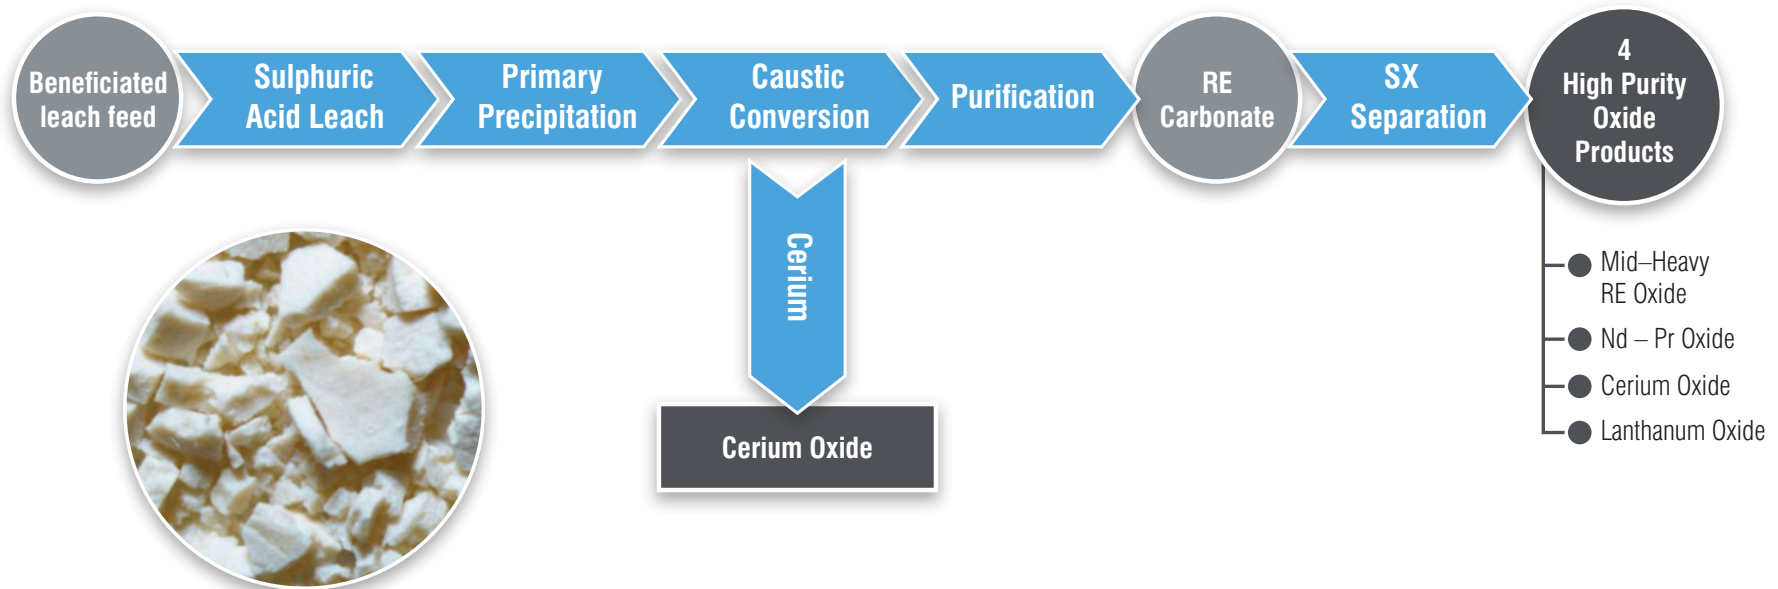 Beneficiated
leach feed
Sulphuric
Acid Leach
Primary
Precipitation
Caustic
Conversion
Purification
RE
Carbonate
SX
Separation
4
High Purity
Oxide
Products
Cerium
Cerium Oxide
Mid–Heavy
RE Oxide
Nd – Pr Oxide
Cerium Oxide
Lanthanum Oxide